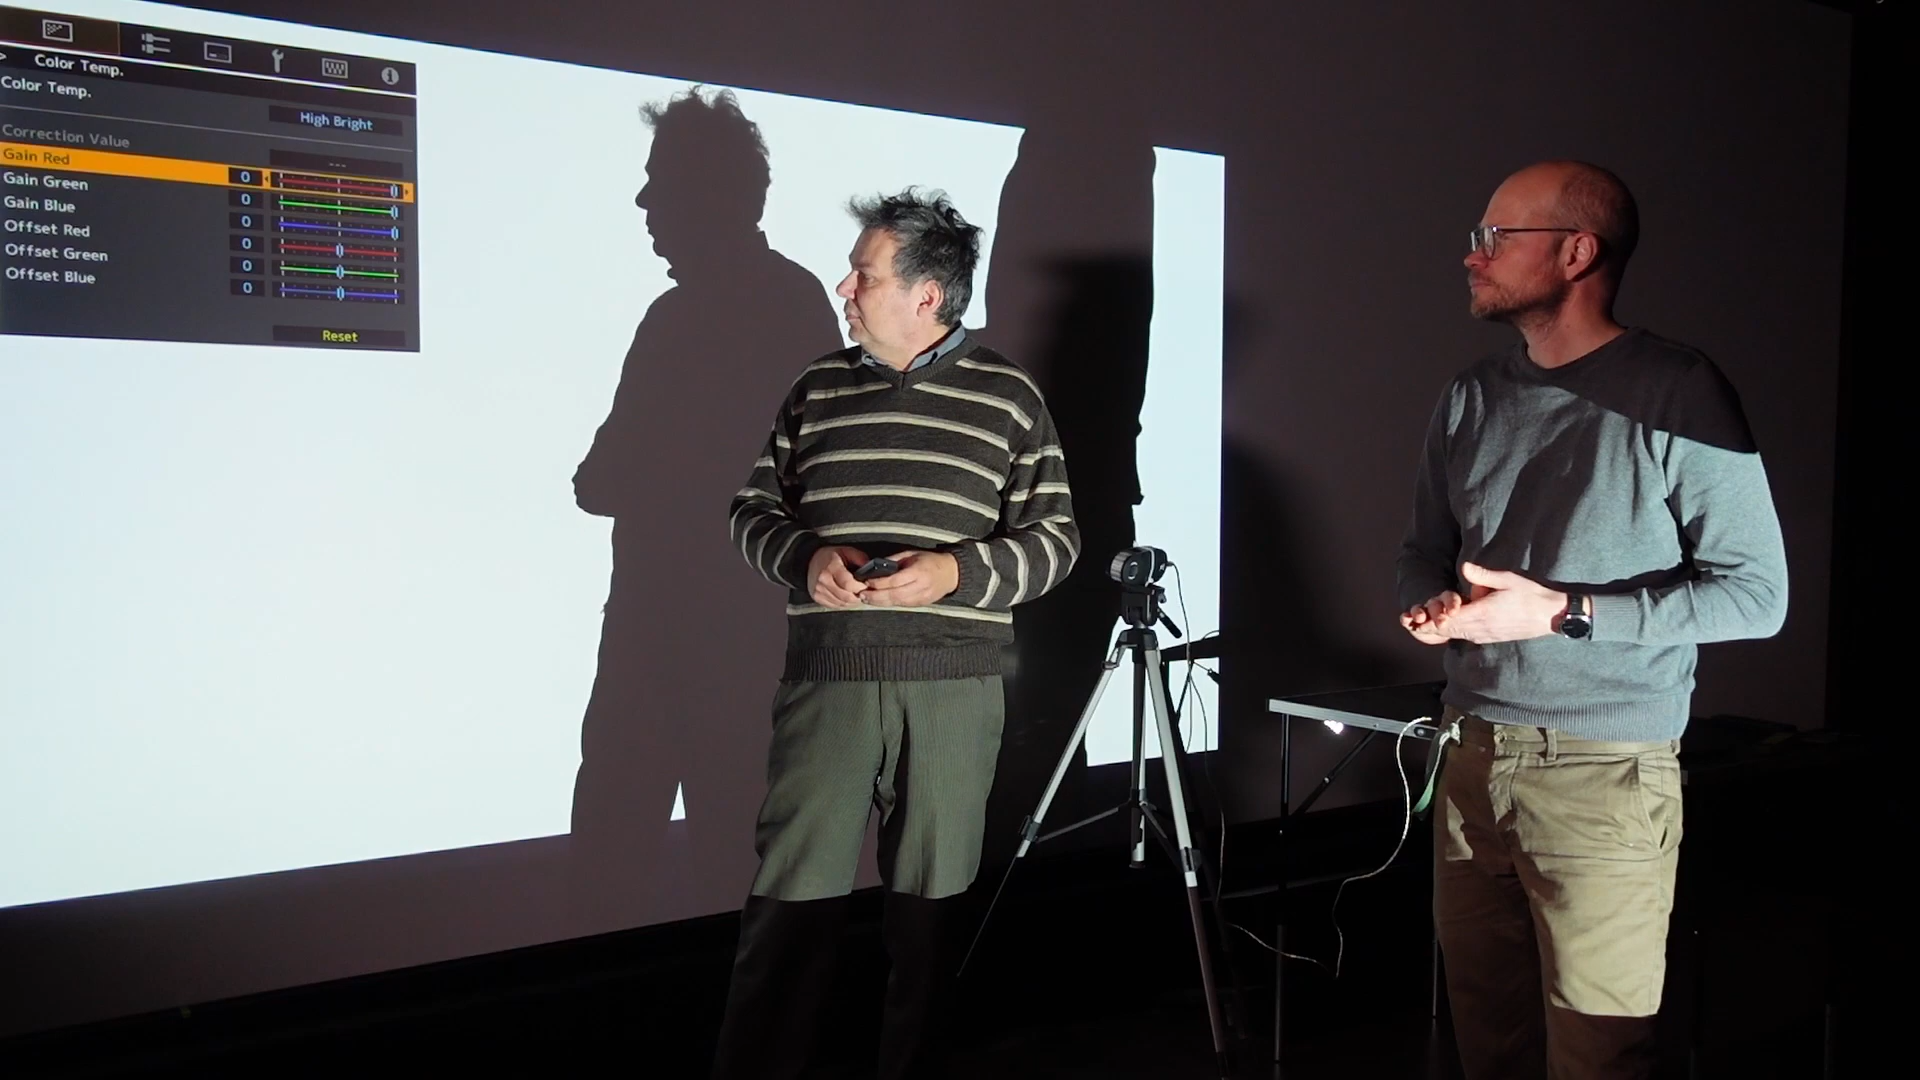 > Color Temp.
Color Temp.
High Bright
Correction Value
---
Gain Red 0
Gain Green 0
Gain Blue 0
Offset Red 0
Offset Green 0
Offset Blue 0
Reset